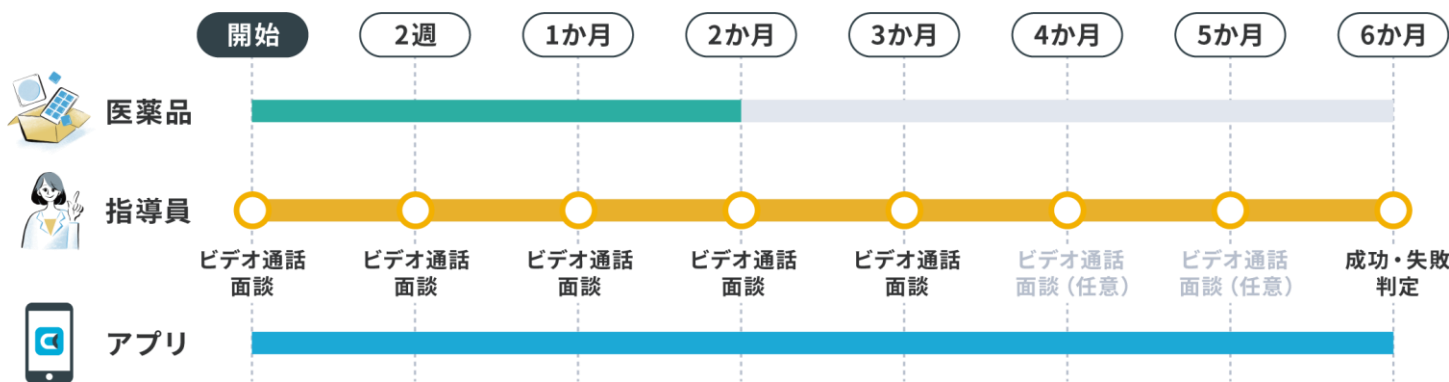 開始 2週 1か月 2か月 3か月 4か月 5か月 6か月
医薬品
指導員
ビデオ通話 ビデオ通話 ビデオ通話 ビデオ通話 ビデオ通話 ビデオ通話 ビデオ通話 成功・失敗
面談 面談 面談 面談 面談 面談(任意) 面談(任意) 判定
アプリ